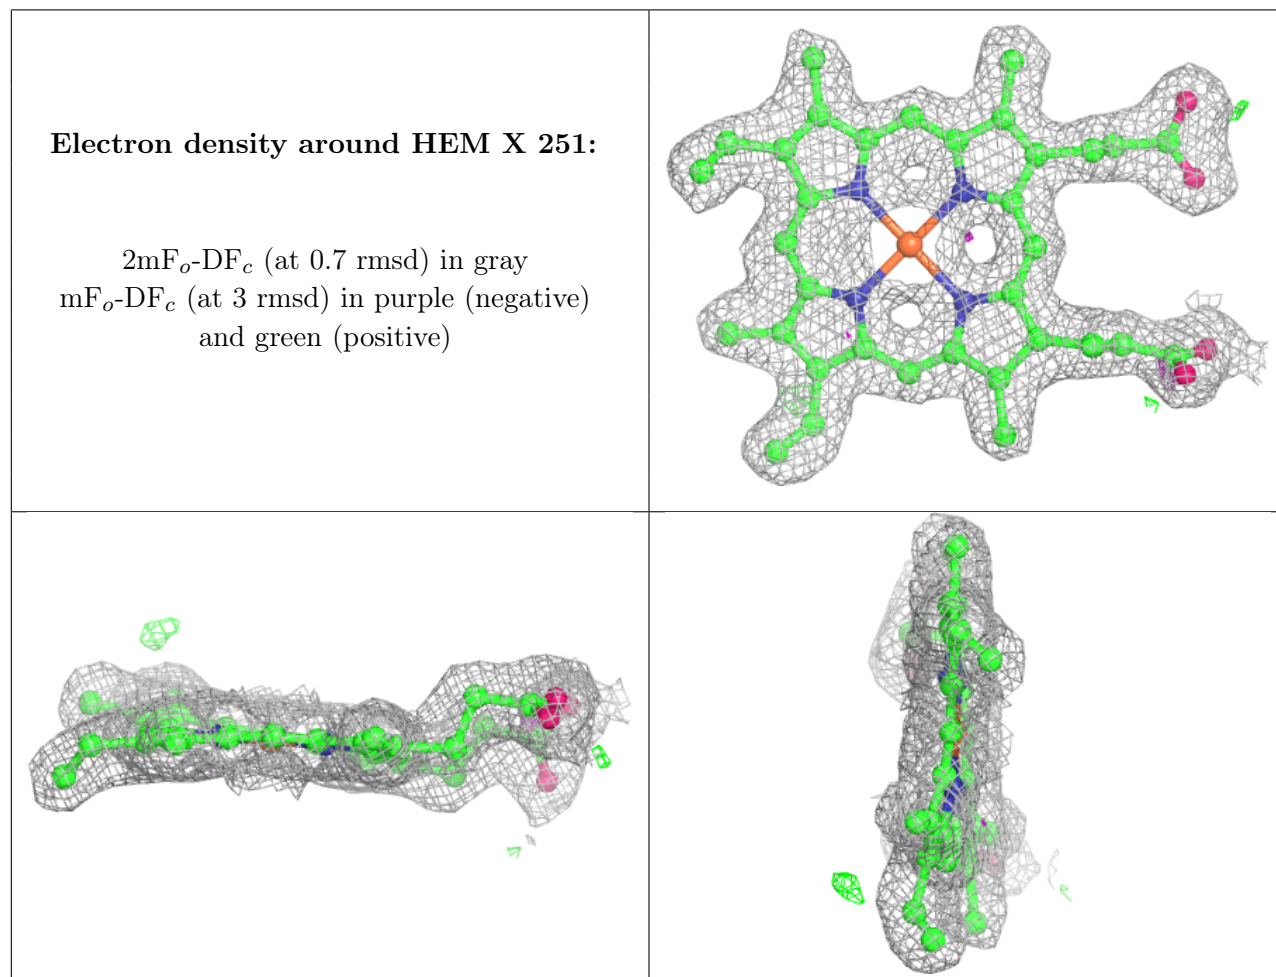 Electron density around HEM X 251:
2mFₒ-DF𝒸 (at 0.7 rmsd) in gray
mFₒ-DF𝒸 (at 3 rmsd) in purple (negative)
and green (positive)